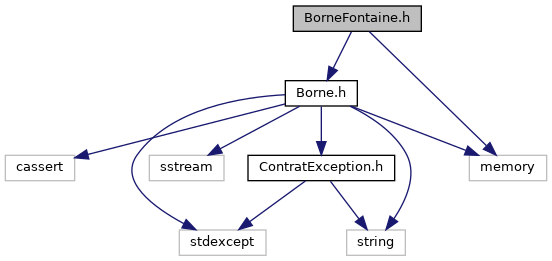 BorneFontaine.h
Borne.h
cassert
sstream
ContratException.h
memory
stdexcept
string